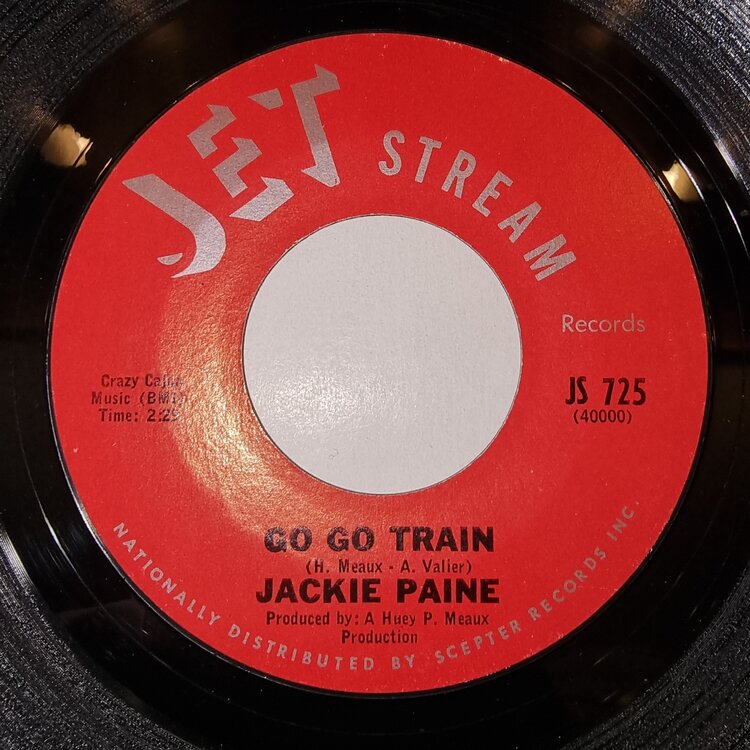 JET STREAM
Records
Crazy Cajun
Music (BMI)
Time: 2:25
JS 725
(40000)
GO GO TRAIN
(H. Meaux - A. Valier)
JACKIE PAINE
Produced by: A Huey P. Meaux
Production
NATIONALLY DISTRIBUTED BY SCEPTER RECORDS INC.